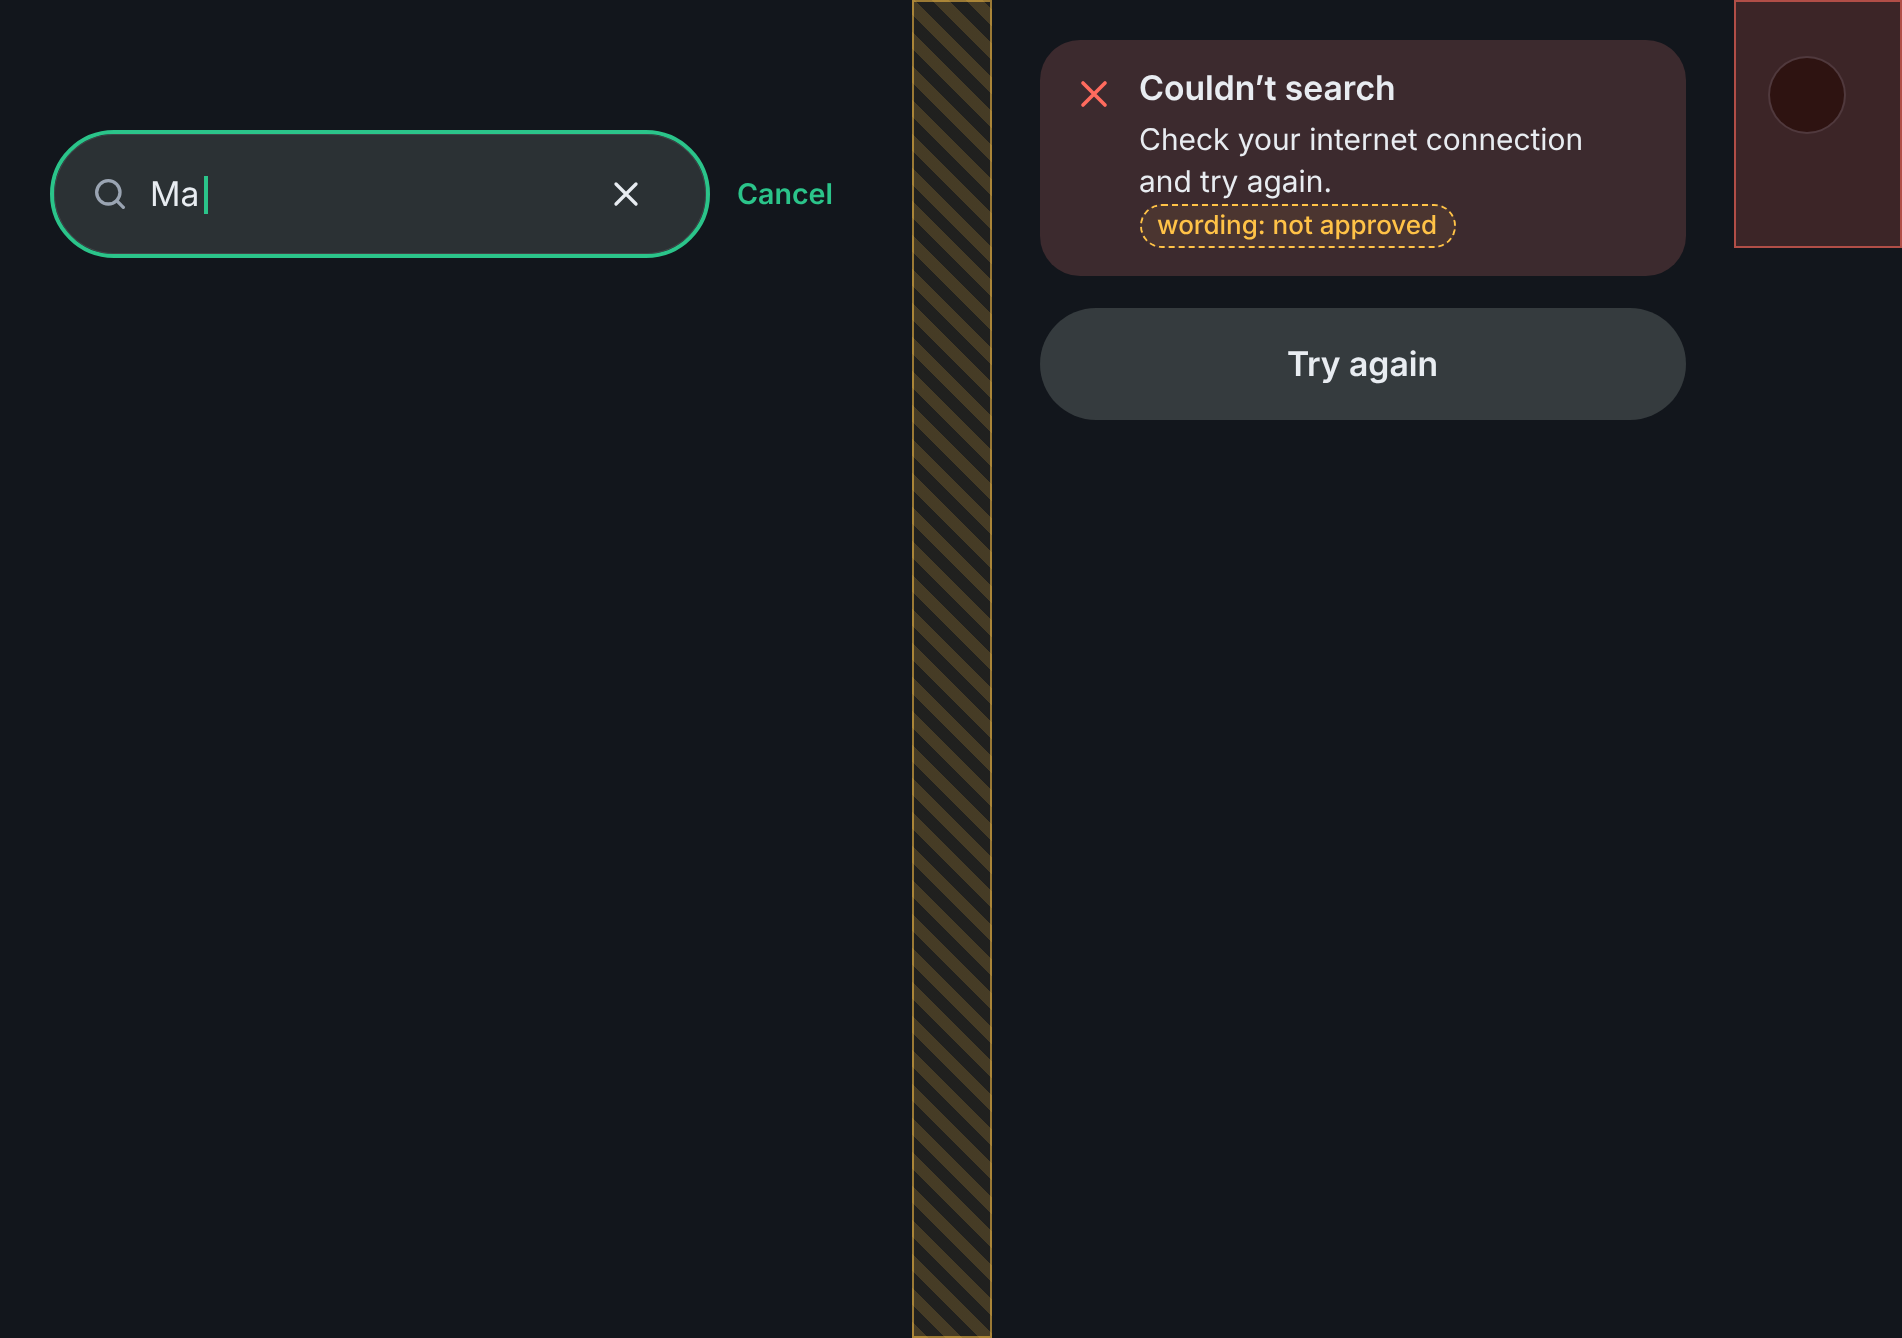 Ma
Cancel
Couldn’t search
Check your internet connection
and try again.
wording: not approved
Try again